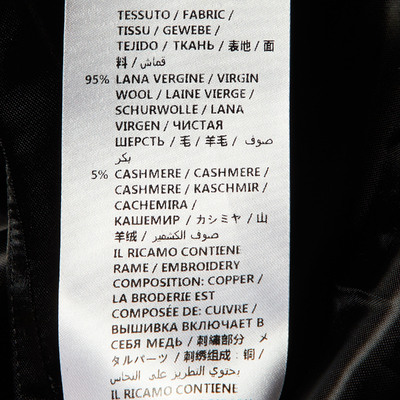 TESSUTO / FABRIC /
TISSU / GEWEBE /
TEJIDO / ТКАНЬ / 表地 / 面
料 / قماش
95% LANA VERGINE / VIRGIN
WOOL / LAINE VIERGE /
SCHURWOLLE / LANA
VIRGEN / ЧИСТАЯ
ШЕРСТЬ / 毛 / 羊毛 / صوف
بكر
5% CASHMERE / CASHMERE /
CASHMERE / KASCHMIR /
CACHEMIRA /
КАШЕМИР / カシミヤ / 山
羊绒 / صوف الكشمير
IL RICAMO CONTIENE
RAME / EMBROIDERY
COMPOSITION: COPPER /
LA BRODERIE EST
COMPOSÉE DE: CUIVRE /
ВЫШИВКА ВКЛЮЧАЕТ В
СЕБЯ МЕДЬ / 刺繍部分 メ
タルパーツ / 刺绣组成：铜 /
يحتوي التطريز على النحاس
IL RICAMO CONTIENE